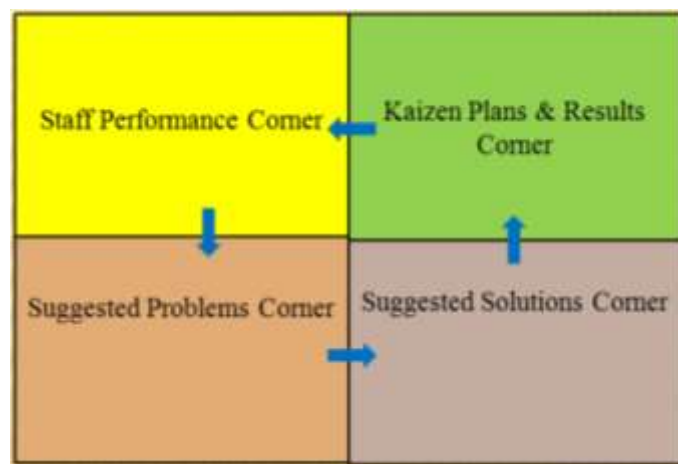 Staff Performance Corner
Kaizen Plans & Results
Corner
Suggested Problems Corner
Suggested Solutions Corner